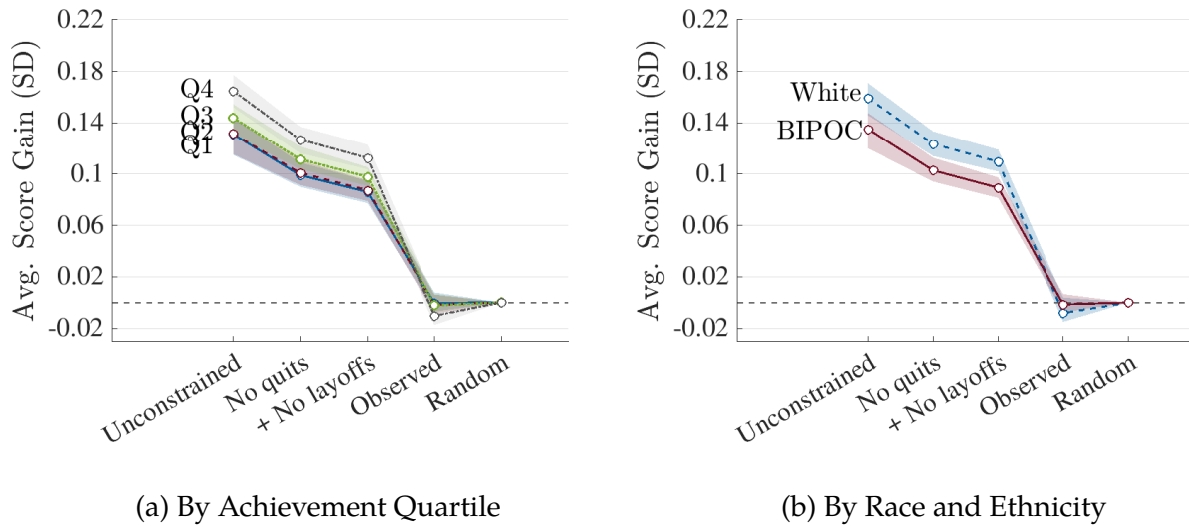 Avg. Score Gain (SD)
0.22
0.18
0.14
0.1
0.06
0.02
-0.02
Q4
Q3
Q2
Q1
Unconstrained
No quits
+ No layoffs
Observed
Random
(a) By Achievement Quartile
Avg. Score Gain (SD)
0.22
0.18
0.14
0.1
0.06
0.02
-0.02
White
BIPOC
Unconstrained
No quits
+ No layoffs
Observed
Random
(b) By Race and Ethnicity